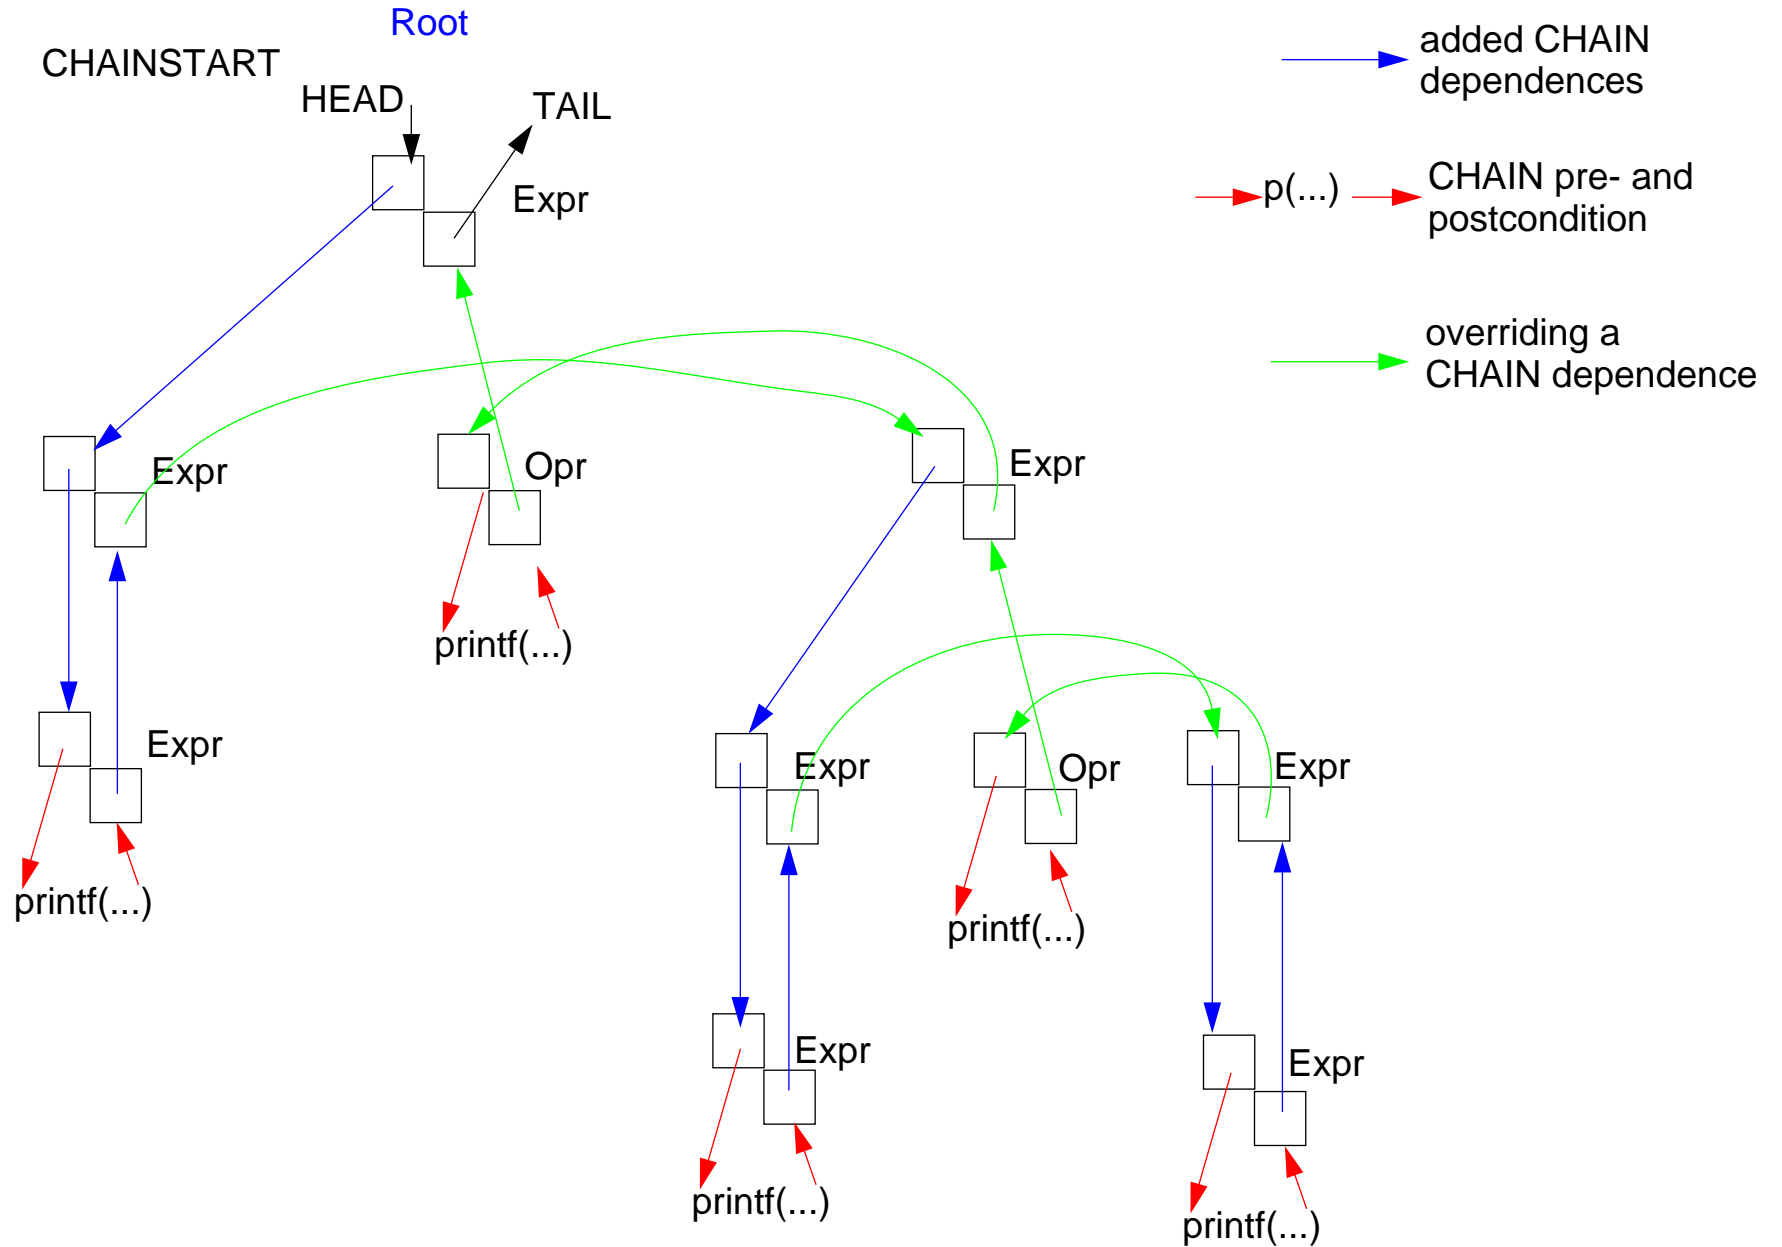 Root
CHAINSTART
HEAD
TAIL
Expr
added CHAIN
dependences
p(...)
CHAIN pre- and
postcondition
overriding a
CHAIN dependence
Expr
Opr
Expr
printf(...)
Expr
printf(...)
Expr
Opr
Expr
printf(...)
Expr
printf(...)
Expr
printf(...)